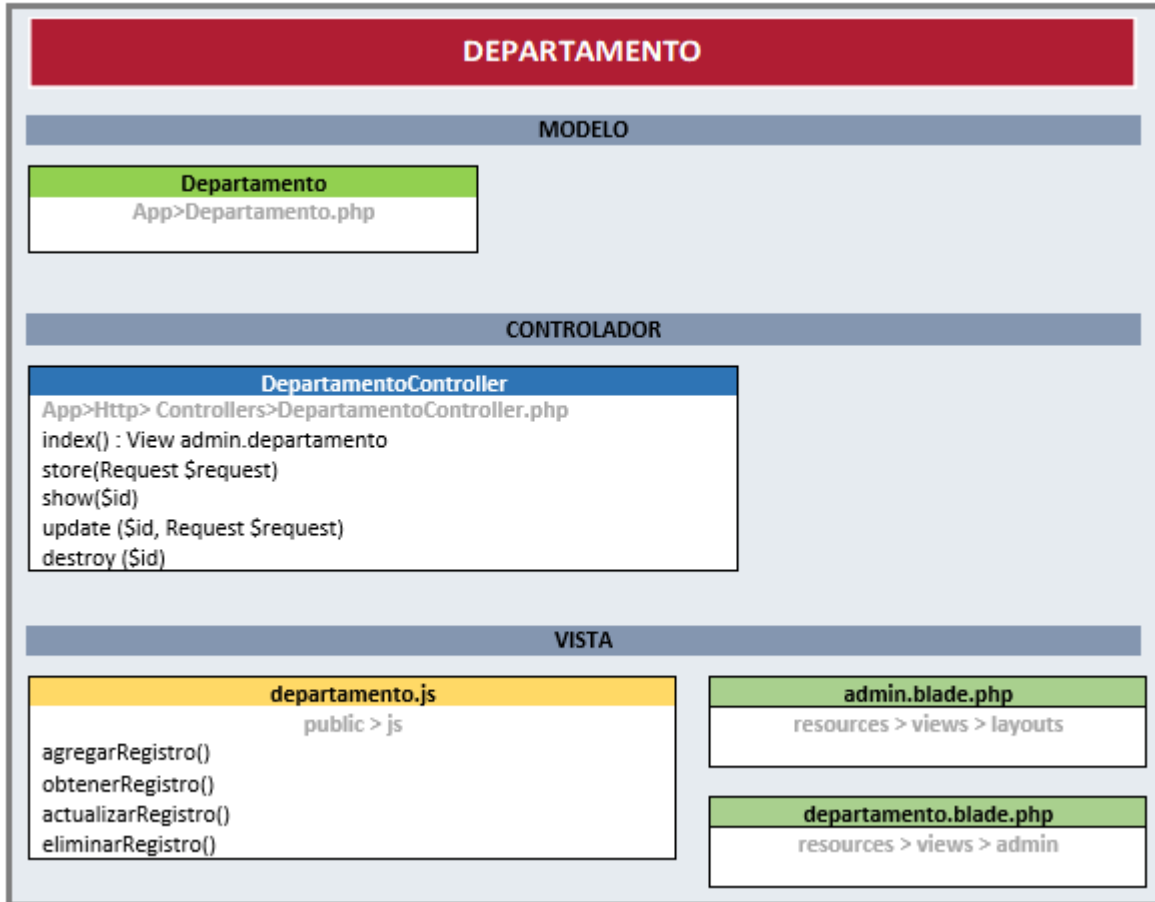 DEPARTAMENTO
MODELO
Departamento
App>Departamento.php
CONTROLADOR
DepartamentoController
App>Http> Controllers>DepartamentoController.php
index() : View admin.departamento
store(Request $request)
show($id)
update ($id, Request $request)
destroy ($id)
VISTA
departamento.js
public > js
agregarRegistro()
obtenerRegistro()
actualizarRegistro()
eliminarRegistro()
admin.blade.php
resources > views > layouts
departamento.blade.php
resources > views > admin